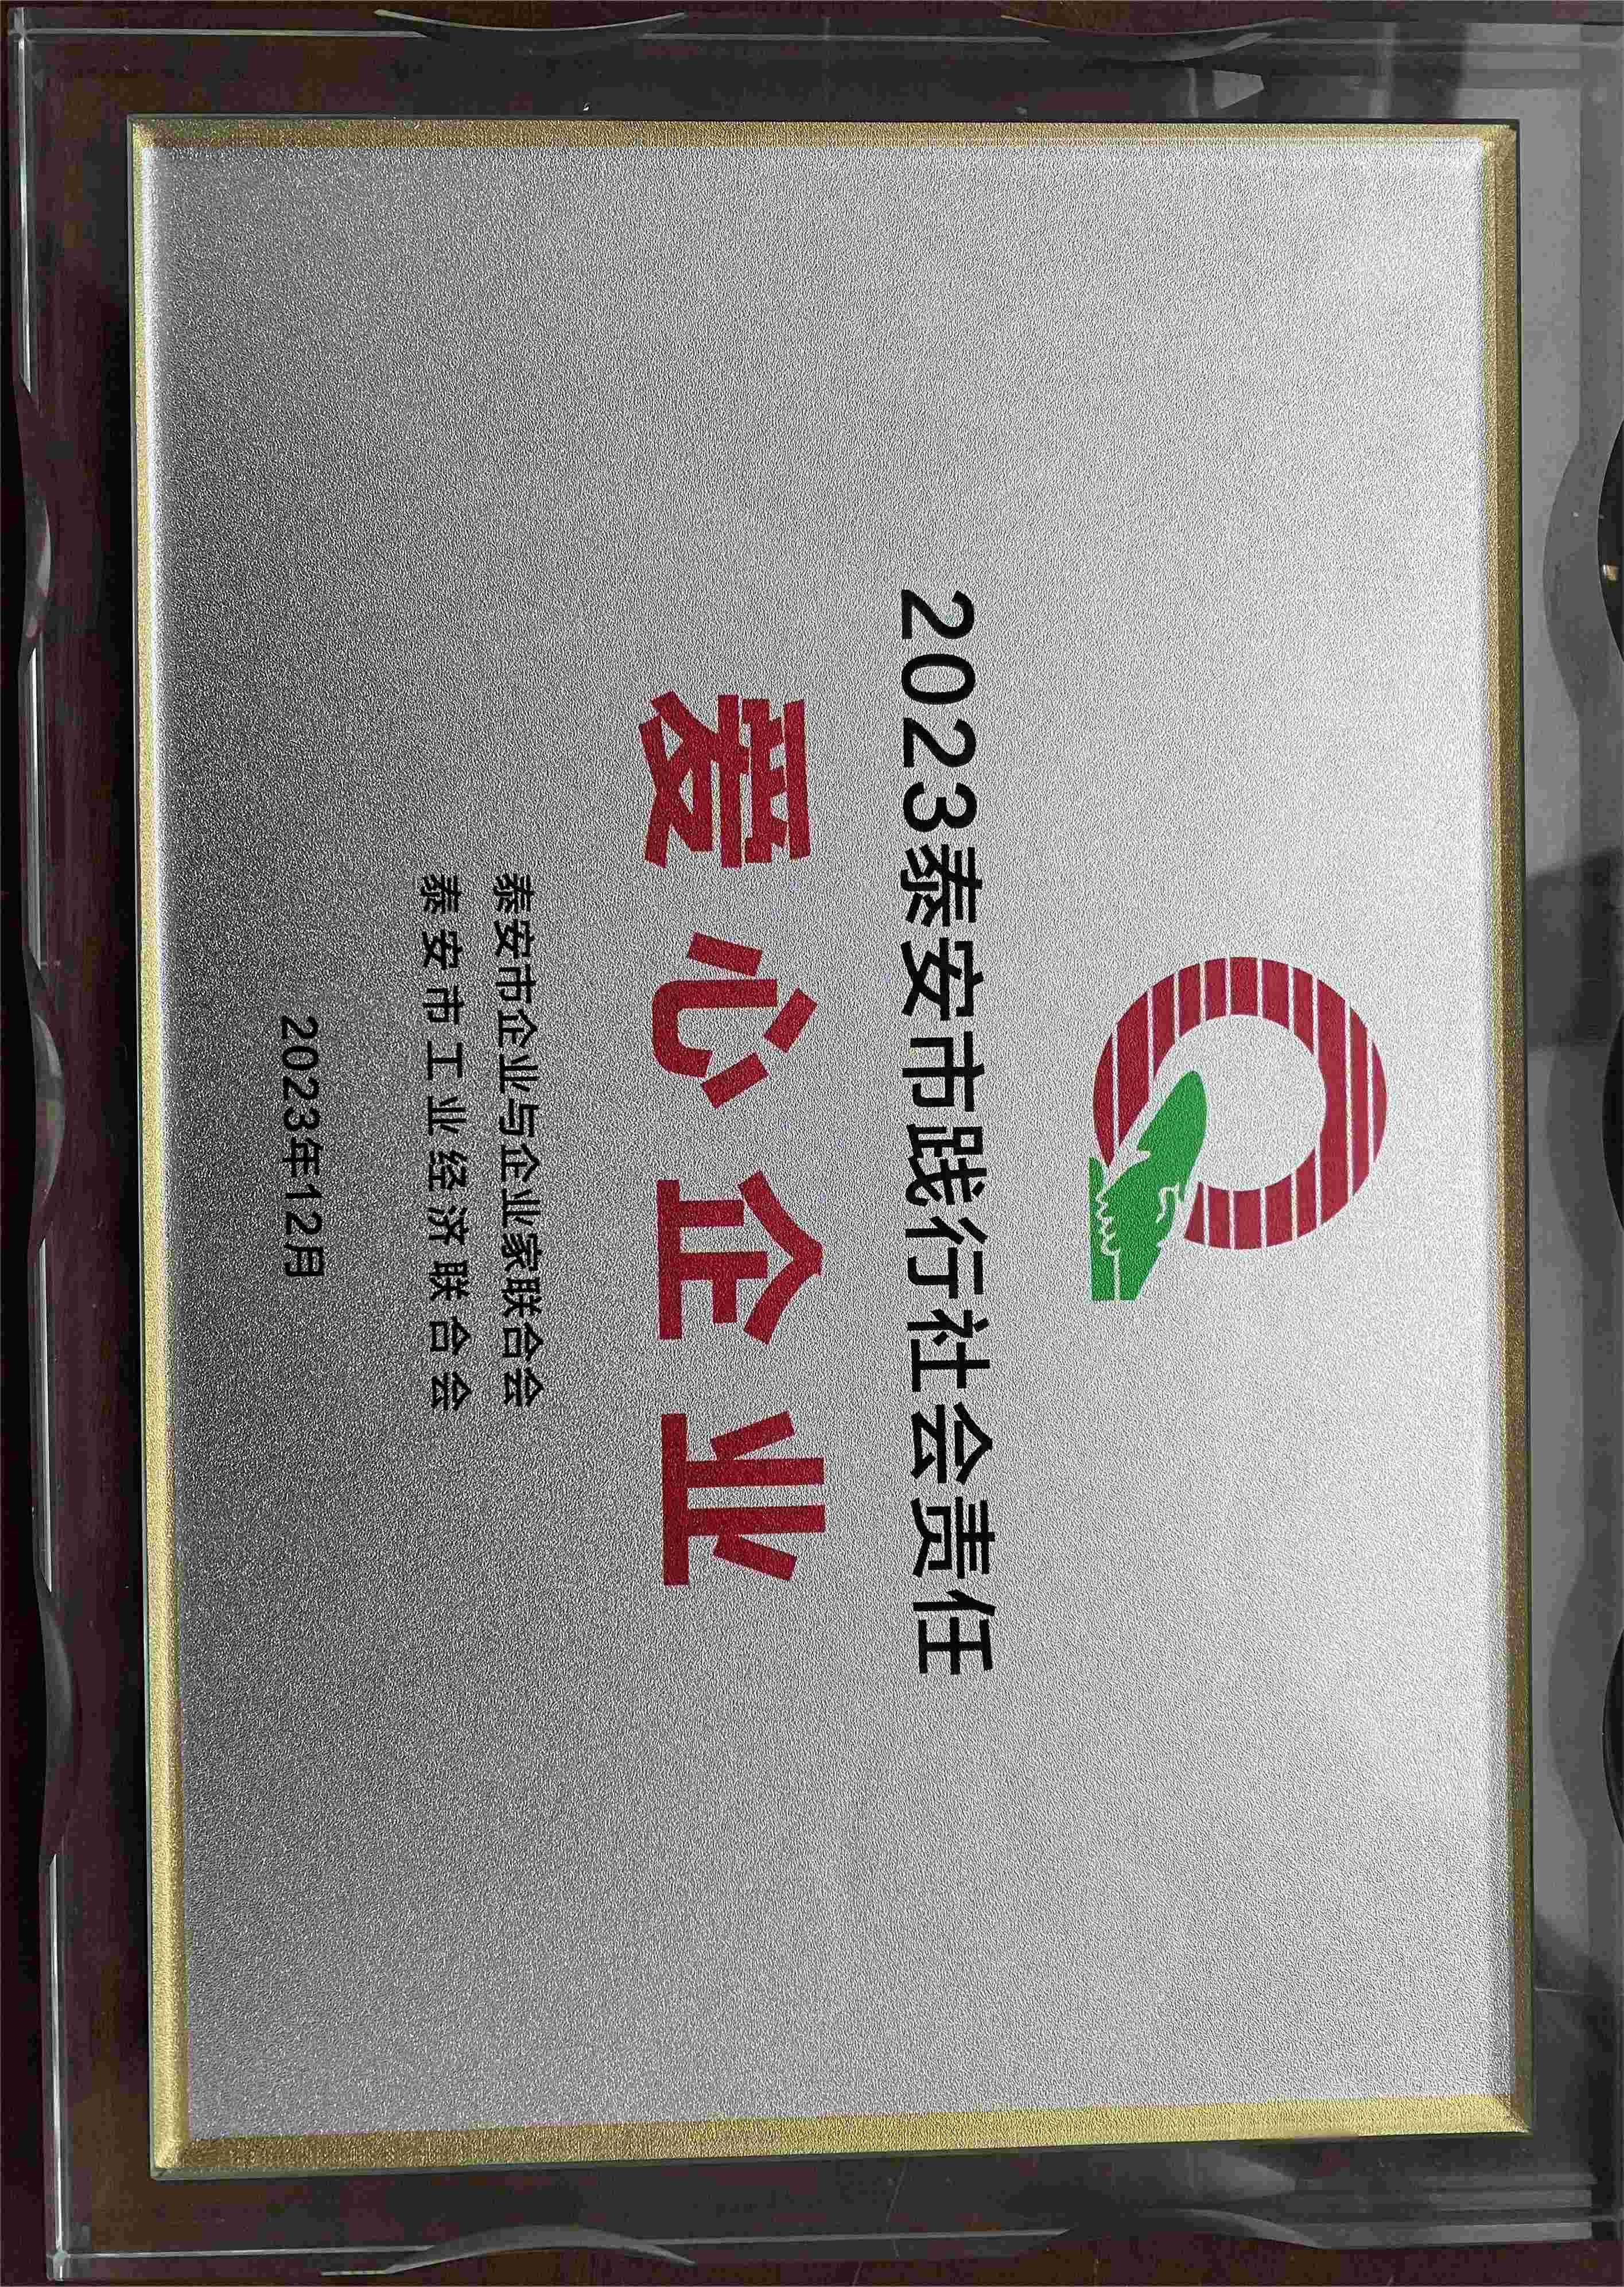 2023泰安市践行社会责任
爱心企业
泰安市企业与企业家联合会
泰安市工业经济联合会
2023年12月